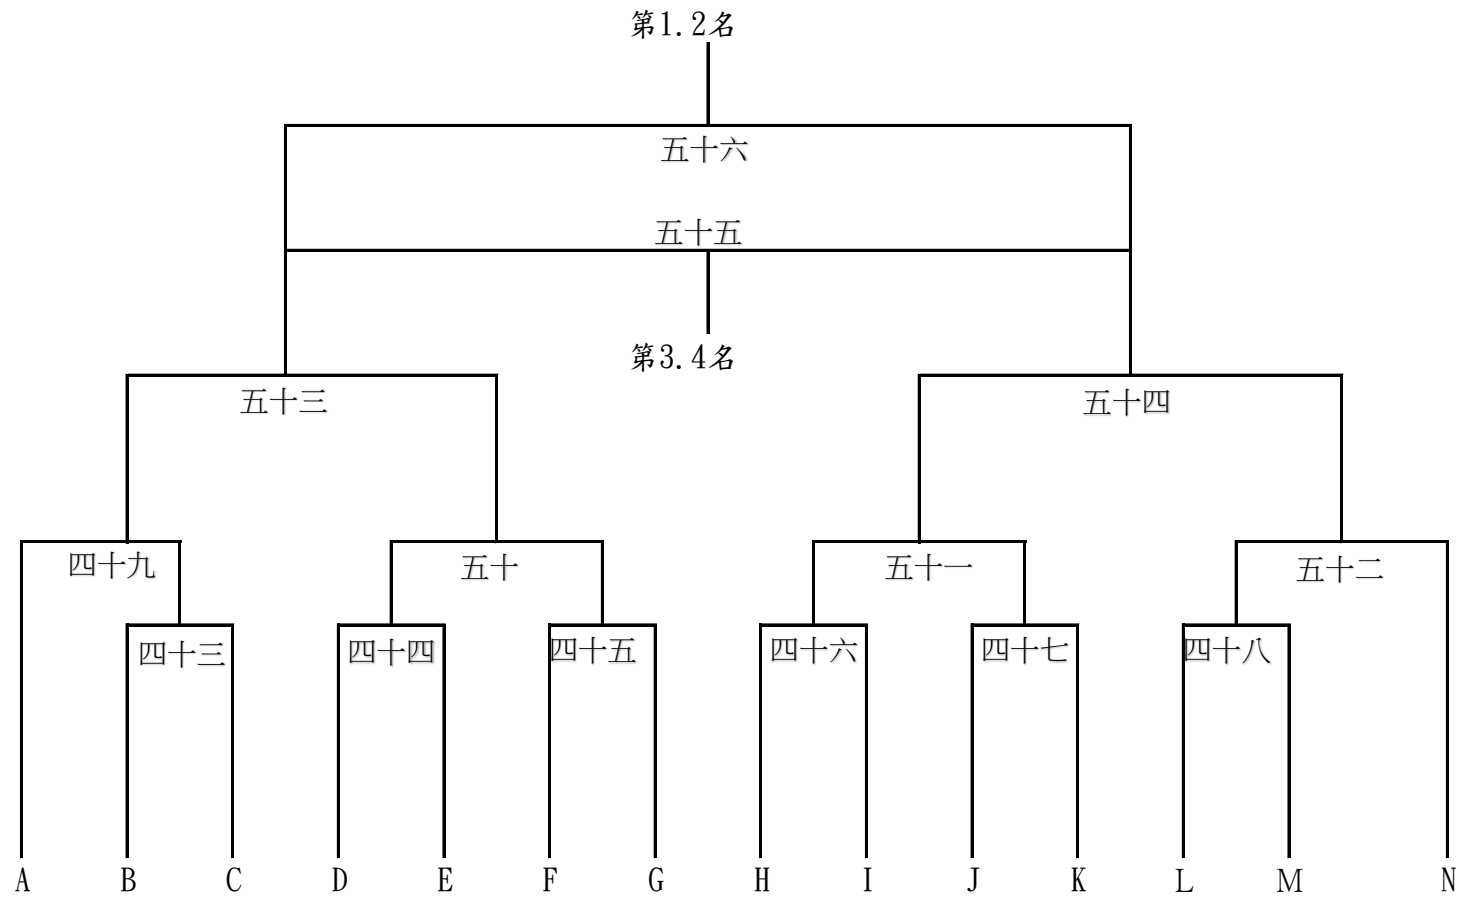 第1.2名
五十六
五十五
第3.4名
五十三 五十四
四十九 五十 五十一 五十二
四十三 四十四 四十五 四十六 四十七 四十八
A B C D E F G H I J K L M N